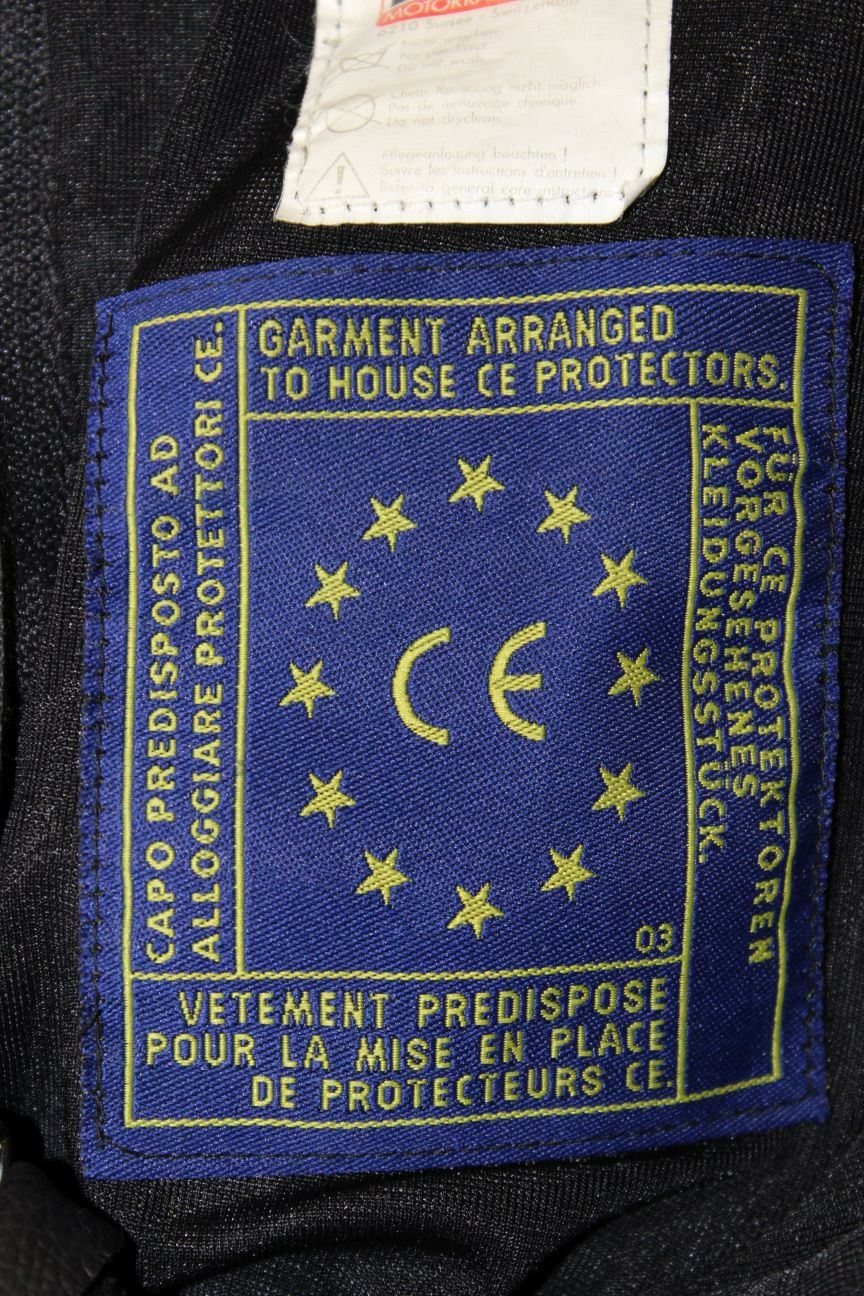 MOTORR
6210 Sursee - Switzerland
Nicht waschen
Ne pas laver
Do not wash
Chem. Reinigung nicht möglich
Pas de nettoyage chimique
Do not dryclean
Pflegeanleitung beachten !
Suivre les instructions d'entretien !
Refer to general care instructions
GARMENT ARRANGED
TO HOUSE CE PROTECTORS.
CAPO PREDISPOSTO AD
ALLOGGIARE PROTETTORI CE.
FÜR CE PROTEKTOREN
VORGESEHENES
KLEIDUNGSSTÜCK.
CE
03
VETEMENT PREDISPOSE
POUR LA MISE EN PLACE
DE PROTECTEURS CE.